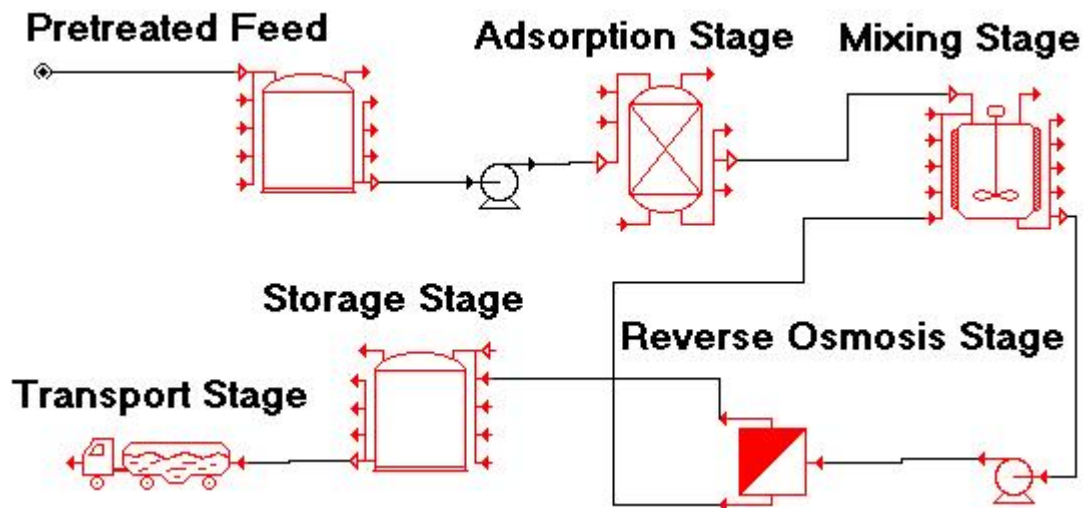 Pretreated Feed
Adsorption Stage
Mixing Stage
Storage Stage
Reverse Osmosis Stage
Transport Stage